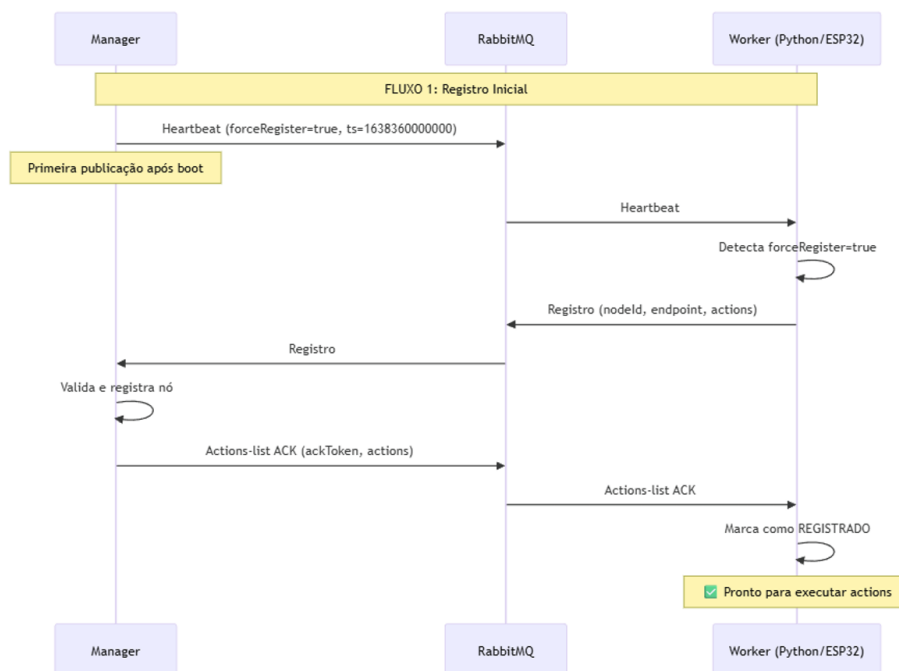 Manager
RabbitMQ
Worker (Python/ESP32)
FLUXO 1: Registro Inicial
Heartbeat (forceRegister=true, ts=1638360000000)
Primeira publicação após boot
Heartbeat
Detecta forceRegister=true
Registro (nodeId, endpoint, actions)
Registro
Valida e registra nó
Actions-list ACK (ackToken, actions)
Actions-list ACK
Marca como REGISTRADO
✅ Pronto para executar actions
Manager
RabbitMQ
Worker (Python/ESP32)